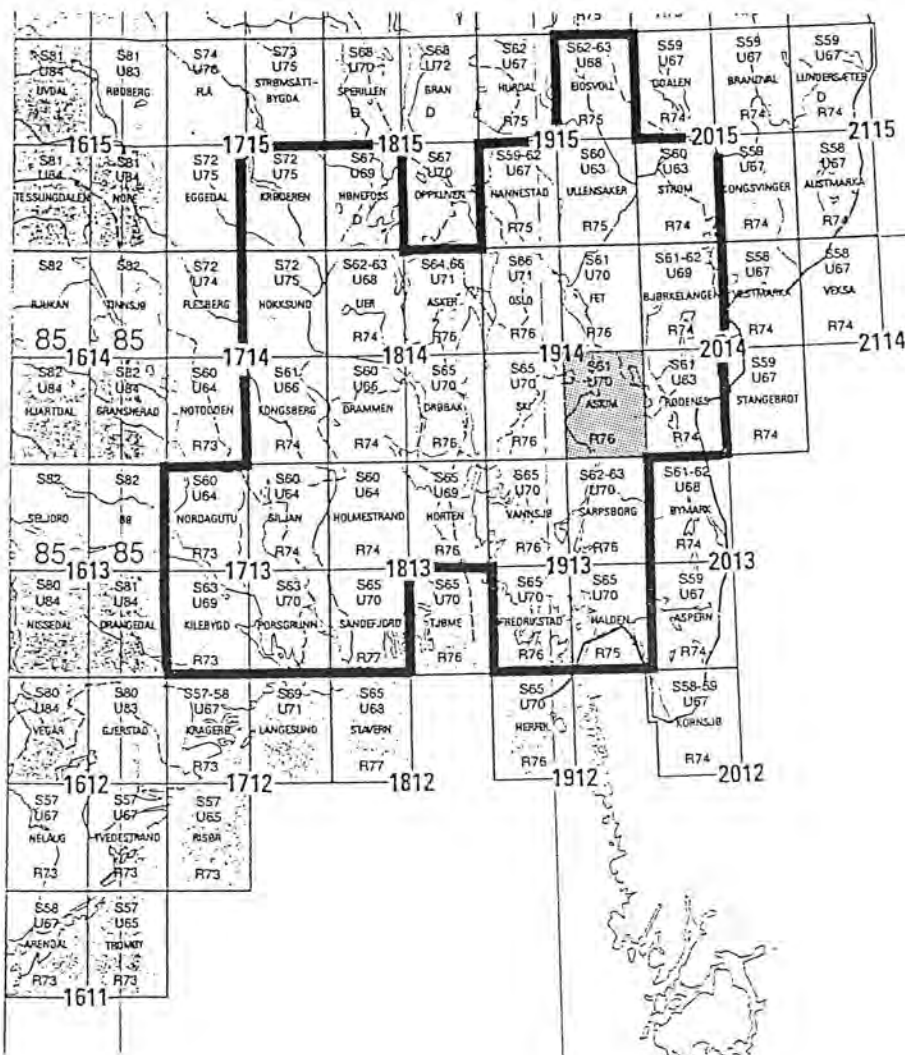 S81
U84
UVDAL
S81
U83
RØDBERG
S74
U76
FLÅ
S73
U75
STRØMSÅTT-
BYGDA
S68
U70
SPERILLEN
D
S68
U72
GRAN
D
S62
U67
HURDAL
R75
R75
S62-63
U68
EIDSVOLL
R75
S59
U67
ODALEN
R74
S59
U67
BRANDVAL
R74
S59
U67
LUNDERSÆTER
D
R74
1615
1715
1815
1915
2015
2115
S81
U84
TESSUNGDALEN
S81
U84
NORE
S72
U75
EGGEDAL
S72
U75
KRØDEREN
S67
U69
HØNEFOSS
D
S67
U70
OPPKUVEN
S59-62
U67
NANNESTAD
R75
S60
U63
ULLENSAKER
R75
S60
U63
STRØM
R74
S59
U67
KONGSVINGER
R74
S58
U67
AUSTMARKA
R74
S82
RJUKAN
85
S82
TINNSJØ
85
S72
U74
FLESBERG
S72
U75
HOKKSUND
S62-63
U68
LIER
R74
S64,66
U71
ASKER
R76
S66
U71
OSLO
R76
S61
U70
FET
R76
S61-62
U69
BJØRKELANGEN
R74
S58
U67
VESTMARKA
R74
S58
U67
VEKSA
R74
1614
1714
1814
1914
2014
2114
S82
U84
HJARTDAL
S82
U84
GRANSHERAD
S60
U64
NOTODDEN
R73
S61
U66
KONGSBERG
R74
S60
U66
DRAMMEN
R74
S65
U70
DRØBAK
R76
S65
U70
SKI
R76
S61
U70
ASKIM
R76
S61
U63
RØDENES
R74
S59
U67
STANGEBROT
R74
S82
SELJORD
85
S82
BØ
85
S60
U64
NORDAGUTU
R73
S60
U64
SILJAN
R74
S60
U64
HOLMESTRAND
R74
S65
U69
HORTEN
R76
S65
U70
VANNSJØ
R76
S62-63
U70
SARPSBORG
R76
S61-62
U68
BYMARK
R74
1613
1713
1813
1913
2013
S80
U84
NISSEDAL
S81
U84
DRANGEDAL
S63
U69
KILEBYGD
R73
S63
U70
PORSGRUNN
S65
U70
SANDEFJORD
R77
S65
U70
TJØME
R76
S65
U70
FREDRIKSTAD
R76
S65
U70
HALDEN
R75
S59
U67
ASPERN
R74
S80
U84
VEGÅR
S80
U83
GJERSTAD
S57-58
U67
KRAGERØ
R73
S69
U71
LANGESUND
S65
U68
STAVERN
R77
S65
U70
HERFØL
R76
S58-59
U67
KORNSJØ
R74
1612
1712
1812
1912
2012
S57
U67
NELAUG
R73
S57
U67
TVEDESTRAND
R73
S57
U65
RISØR
R73
S58
U67
ARENDAL
R73
S57
U65
TROMØY
R73
1611